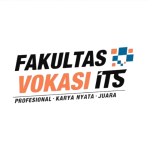 FAKULTAS
VOKASI iTS
PROFESIONAL · KARYA NYATA · JUARA